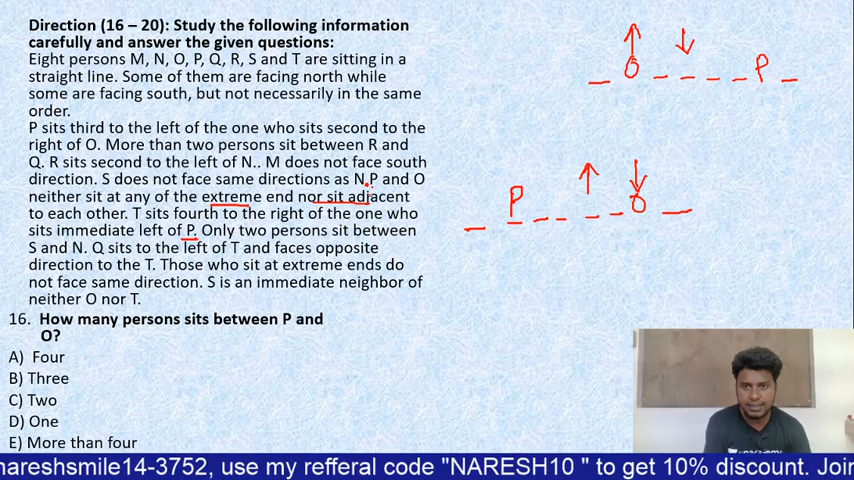 Direction (16 – 20): Study the following information
carefully and answer the given questions:
Eight persons M, N, O, P, Q, R, S and T are sitting in a
straight line. Some of them are facing north while
some are facing south, but not necessarily in the same
order.
P sits third to the left of the one who sits second to the
right of O. More than two persons sit between R and
Q. R sits second to the left of N.. M does not face south
direction. S does not face same directions as N.P and O
neither sit at any of the extreme end nor sit adjacent
to each other. T sits fourth to the right of the one who
sits immediate left of P. Only two persons sit between
S and N. Q sits to the left of T and faces opposite
direction to the T. Those who sit at extreme ends do
not face same direction. S is an immediate neighbor of
neither O nor T.
16. How many persons sits between P and
O?
A) Four
B) Three
C) Two
D) One
E) More than four
O P
P O
nareshsmile14-3752, use my refferal code "NARESH10 " to get 10% discount. Join